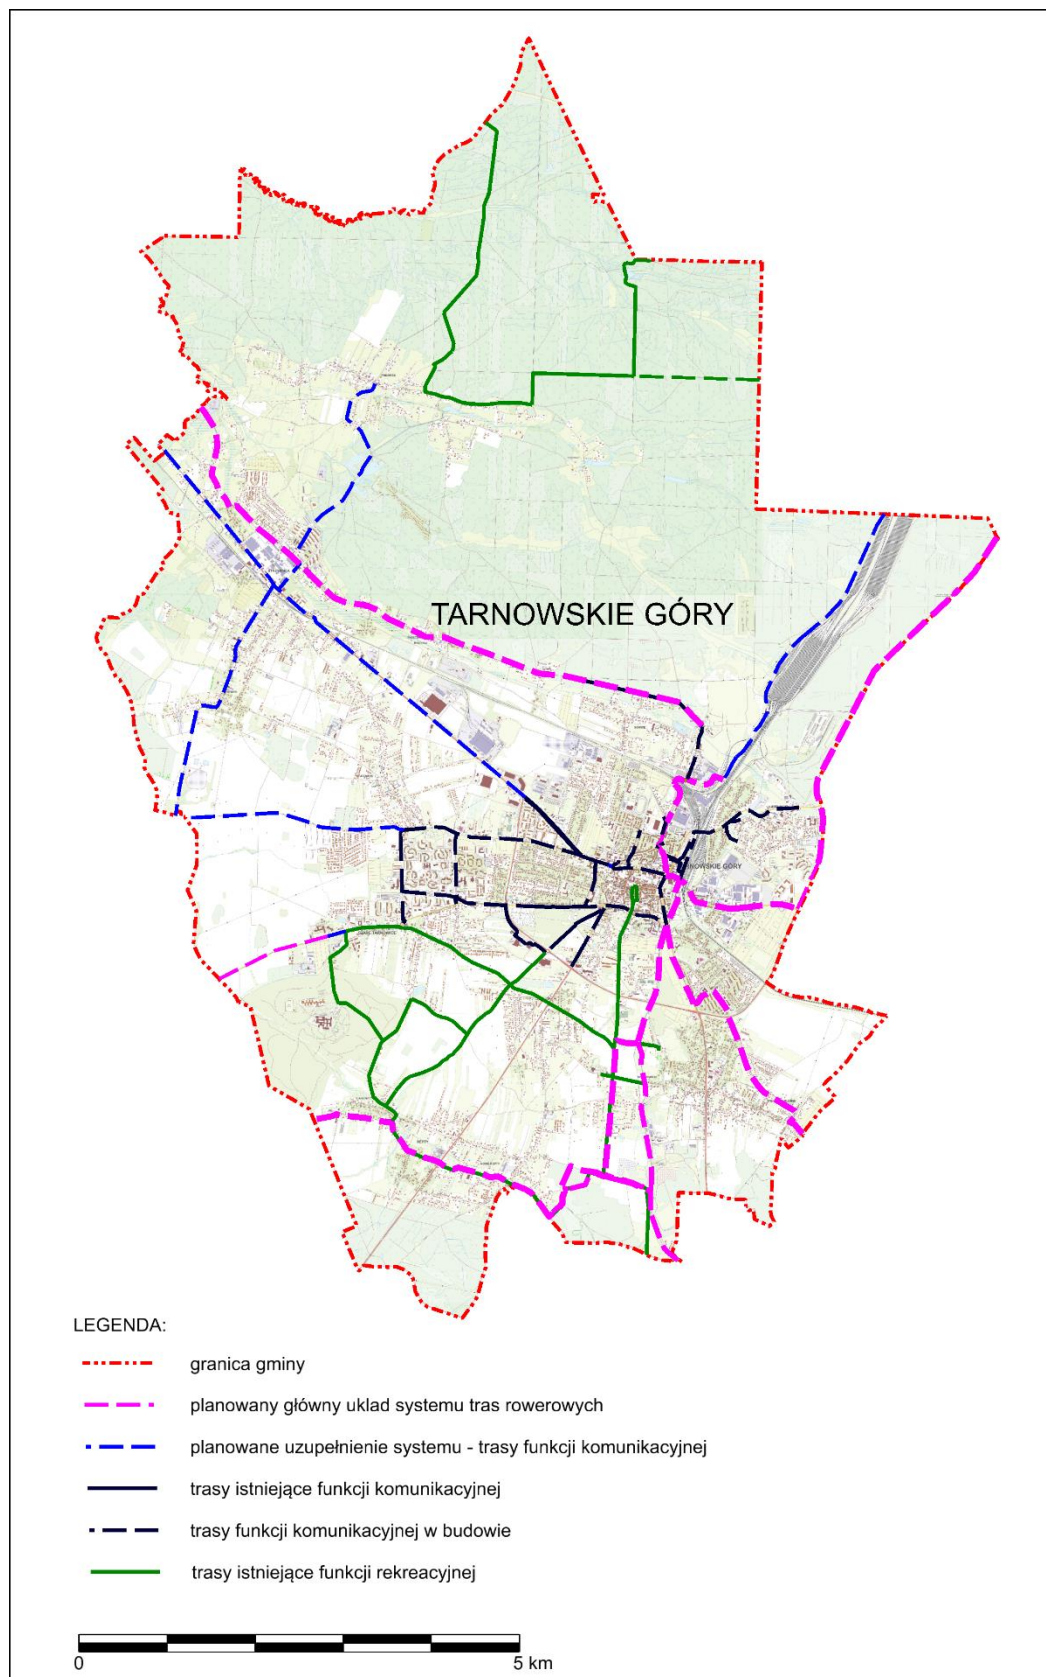 TARNOWSKIE GÓRY
LEGENDA:
granica gminy
planowany główny uklad systemu tras rowerowych
planowane uzupełnienie systemu - trasy funkcji komunikacyjnej
trasy istniejące funkcji komunikacyjnej
trasy funkcji komunikacyjnej w budowie
trasy istniejące funkcji rekreacyjnej
0 5 km